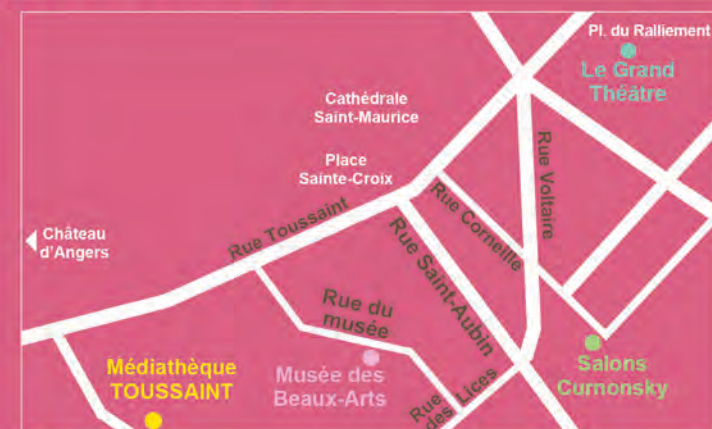 Pl. du Ralliement
Le Grand
Théâtre
Cathédrale
Saint-Maurice
Place
Sainte-Croix
Rue Voltaire
Rue Corneille
Rue Toussaint
Château
d'Angers
Rue Saint-Aubin
Rue du
musée
Médiathèque
TOUSSAINT
Musée des
Beaux-Arts
Rue
des Lices
Salons
Curnonsky